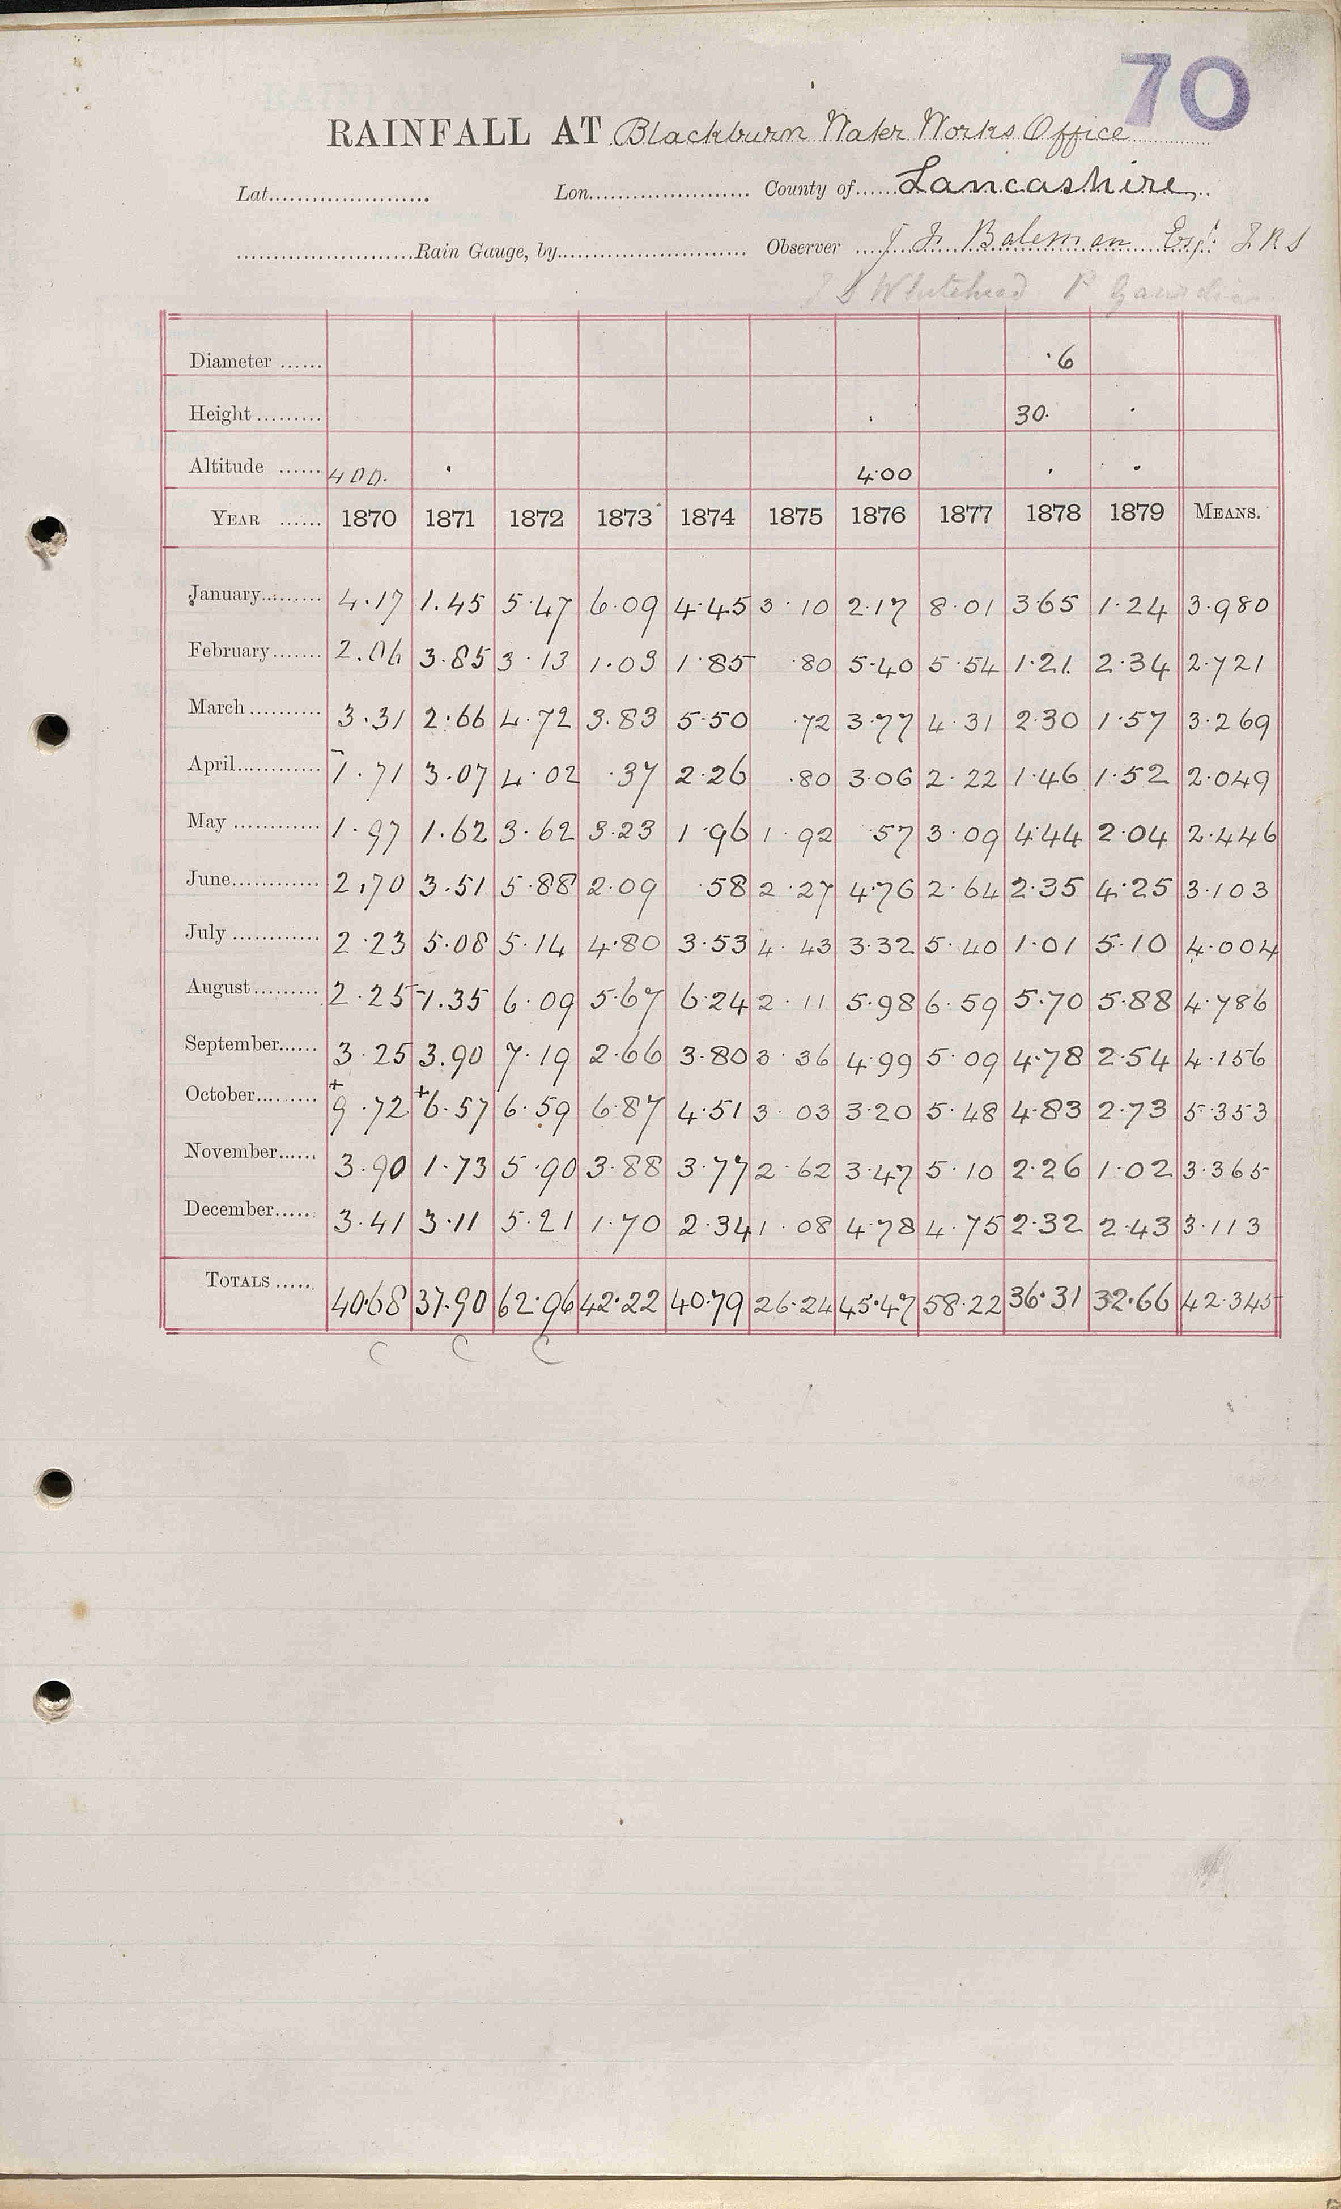 70
RAINFALL AT Blackburn Water Works Office
Lat...................... Lon...................... County of...... Lancashire
.........................Rain Gauge, by........................... Observer .... J. F. Bateman Esqr. F R S
Whitehead P
Diameter ...... ·6
Height ......... 30·
Altitude ...... 400. 400
YEAR ...... 1870 1871 1872 1873 1874 1875 1876 1877 1878 1879 MEANS.
January......... 4.17 1.45 5.47 6.09 4.45 3.10 2.17 8.01 3.65 1.24 3.980
February....... 2.06 3.85 3.13 1.03 1.85 .80 5.40 5.54 1.21 2.34 2.721
March .......... 3.31 2.66 4.72 3.83 5.50 .72 3.77 4.31 2.30 1.57 3.269
April............ 1.71 3.07 4.02 .37 2.26 .80 3.06 2.22 1.46 1.52 2.049
May ............ 1.97 1.62 3.62 3.23 1.96 1.92 .57 3.09 4.44 2.04 2.446
June............ 2.70 3.51 5.88 2.09 .58 2.27 4.76 2.64 2.35 4.25 3.103
July ............ 2.23 5.08 5.14 4.80 3.53 4.43 3.32 5.40 1.01 5.10 4.004
August ......... 2.25 1.35 6.09 5.67 6.24 2.11 5.98 6.59 5.70 5.88 4.786
September...... 3.25 3.90 7.19 2.66 3.80 3.36 4.99 5.09 4.78 2.54 4.156
October......... + 9.72 + 6.57 6.59 6.87 4.51 3.03 3.20 5.48 4.83 2.73 5.353
November...... 3.90 1.73 5.90 3.88 3.77 2.62 3.47 5.10 2.26 1.02 3.365
December...... 3.41 3.11 5.21 1.70 2.34 1.08 4.78 4.75 2.32 2.43 3.113
TOTALS ..... 40.68 37.90 62.96 42.22 40.79 26.24 45.47 58.22 36.31 32.66 42.345
C C C